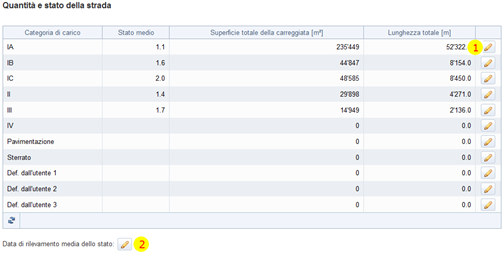 Quantità e stato della strada
Categoria di carico Stato medio Superficie totale della carreggiata [m²] Lunghezza totale [m]
IA 1.1 235'449 52'322. 1
IB 1.6 44'847 8'154.0
IC 2.0 48'585 8'450.0
II 1.4 29'898 4'271.0
III 1.7 14'949 2'136.0
IV 0 0.0
Pavimentazione 0 0.0
Sterrato 0 0.0
Def. dall'utente 1 0 0.0
Def. dall'utente 2 0 0.0
Def. dall'utente 3 0 0.0
Data di rilevamento media dello stato: 2